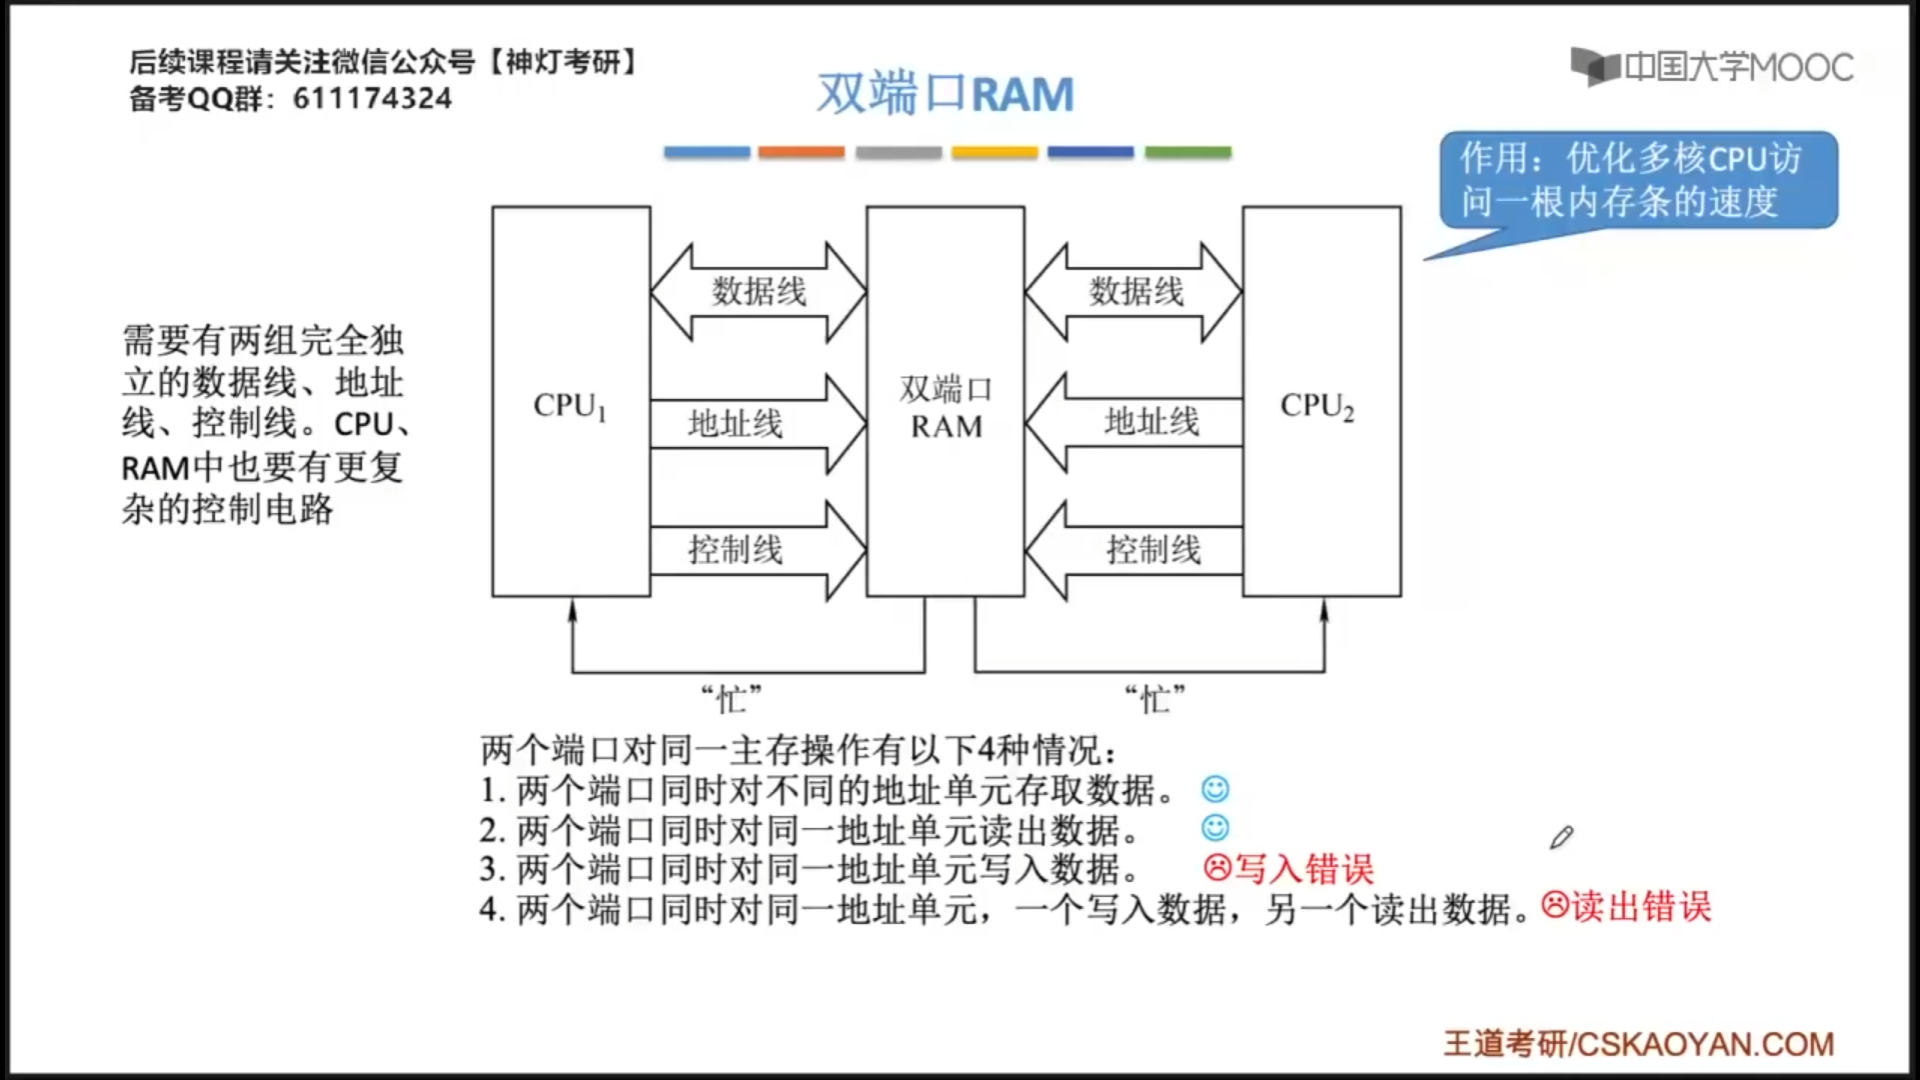 后续课程请关注微信公众号【神灯考研】
备考QQ群：611174324
中国大学MOOC
双端口RAM
作用：优化多核CPU访
问一根内存条的速度
需要有两组完全独
立的数据线、地址
线、控制线。CPU、
RAM中也要有更复
杂的控制电路
数据线
数据线
CPU₁
双端口
RAM
CPU₂
地址线
地址线
控制线
控制线
“忙”
“忙”
两个端口对同一主存操作有以下4种情况：
1. 两个端口同时对不同的地址单元存取数据。
2. 两个端口同时对同一地址单元读出数据。
3. 两个端口同时对同一地址单元写入数据。 写入错误
4. 两个端口同时对同一地址单元，一个写入数据，另一个读出数据。 读出错误
王道考研/CSKAOYAN.COM